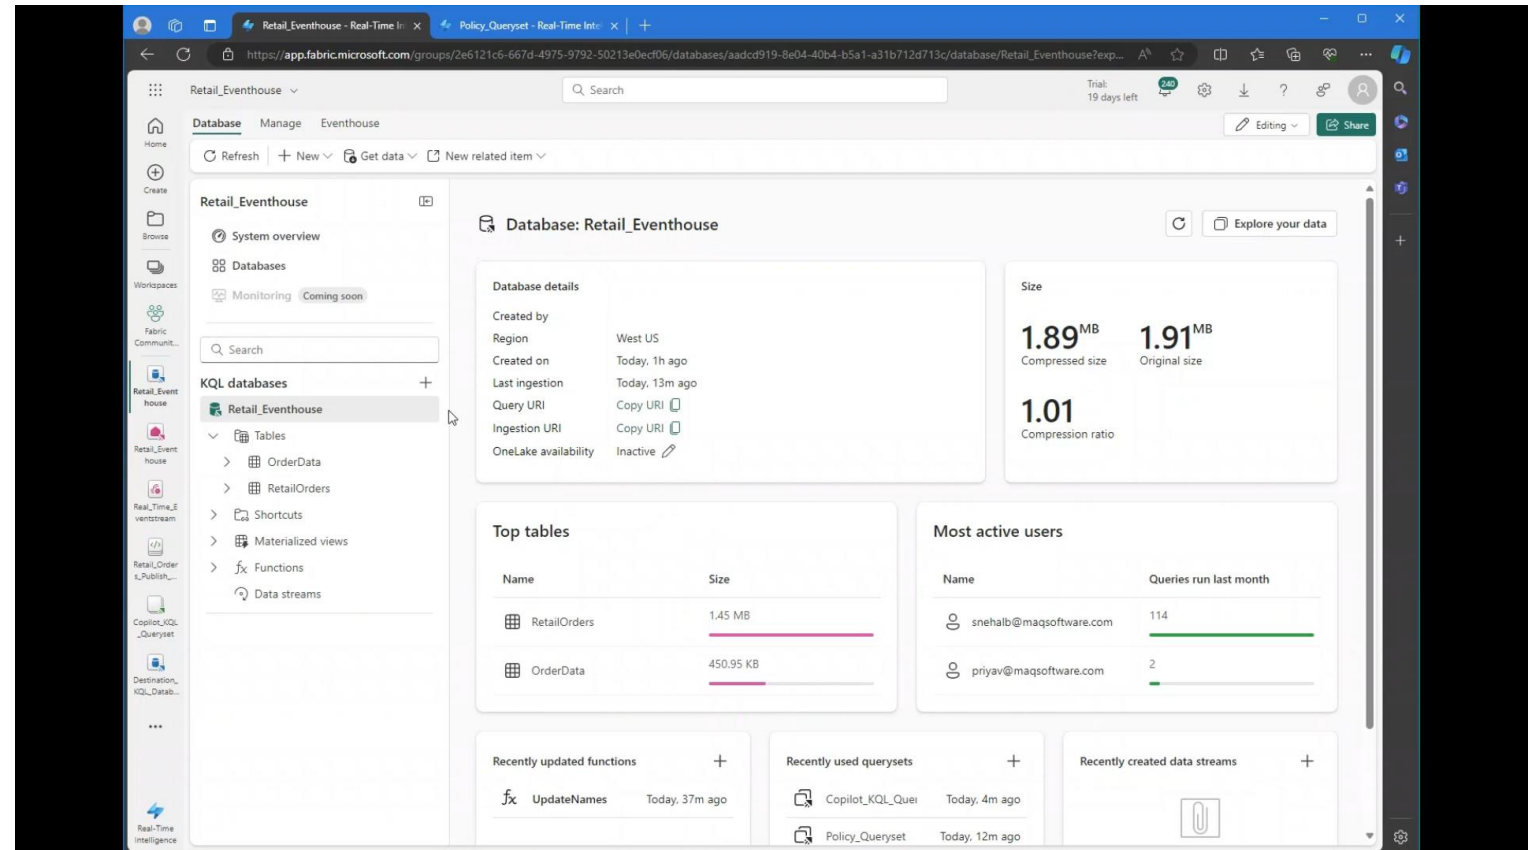 Retail_Eventhouse - Real-Time In
Policy_Queryset - Real-Time Inte
https://app.fabric.microsoft.com/groups/2e6121c6-667d-4975-9792-50213e0ecf06/databases/aadcd919-8e04-40b4-b5a1-a31b712d713c/database/Retail_Eventhouse?exp...
Retail_Eventhouse
Search
Trial:
19 days left
240
Database Manage Eventhouse
Editing
Share
Refresh New Get data New related item
Home
Create
Browse
Workspaces
Fabric
Communit...
Retail_Event
house
Retail_Event
house
Real_Time_E
ventstream
Retail_Order
s_Publish_...
Copilot_KQL
_Queryset
Destination_
KQL_Datab...
Real-Time
Intelligence
Retail_Eventhouse
System overview
Databases
Monitoring Coming soon
Search
KQL databases
Retail_Eventhouse
Tables
OrderData
RetailOrders
Shortcuts
Materialized views
Functions
Data streams
Database: Retail_Eventhouse
Explore your data
Database details
Created by
Region West US
Created on Today, 1h ago
Last ingestion Today, 13m ago
Query URI Copy URI
Ingestion URI Copy URI
OneLake availability Inactive
Size
1.89 MB 1.91 MB
Compressed size Original size
1.01
Compression ratio
Top tables
Name Size
RetailOrders 1.45 MB
OrderData 450.95 KB
Most active users
Name Queries run last month
snehalb@maqsoftware.com 114
priyav@maqsoftware.com 2
Recently updated functions
fx UpdateNames Today, 37m ago
Recently used querysets
Copilot_KQL_Quer Today, 4m ago
Policy_Queryset Today, 12m ago
Recently created data streams